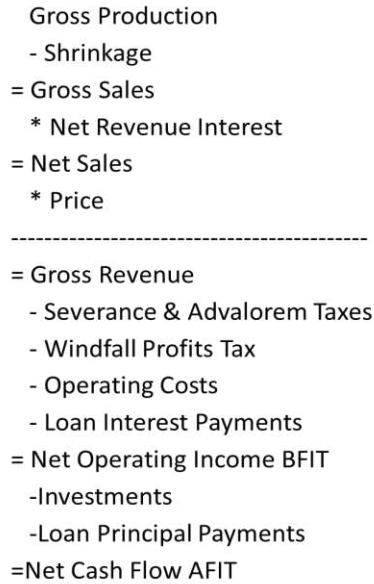 Gross Production
- Shrinkage
= Gross Sales
* Net Revenue Interest
= Net Sales
* Price
-------------------------------------------
= Gross Revenue
- Severance & Advalorem Taxes
- Windfall Profits Tax
- Operating Costs
- Loan Interest Payments
= Net Operating Income BFIT
-Investments
-Loan Principal Payments
=Net Cash Flow AFIT